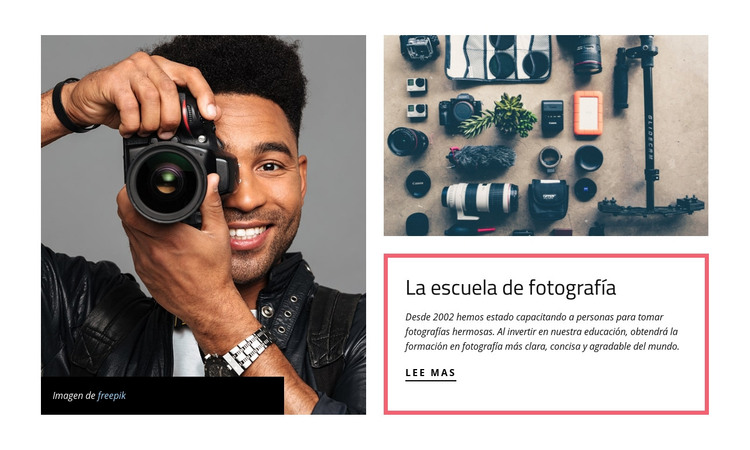 La escuela de fotografía
Desde 2002 hemos estado capacitando a personas para tomar
fotografías hermosas. Al invertir en nuestra educación, obtendrá la
formación en fotografía más clara, concisa y agradable del mundo.
LEE MAS
Imagen de freepik